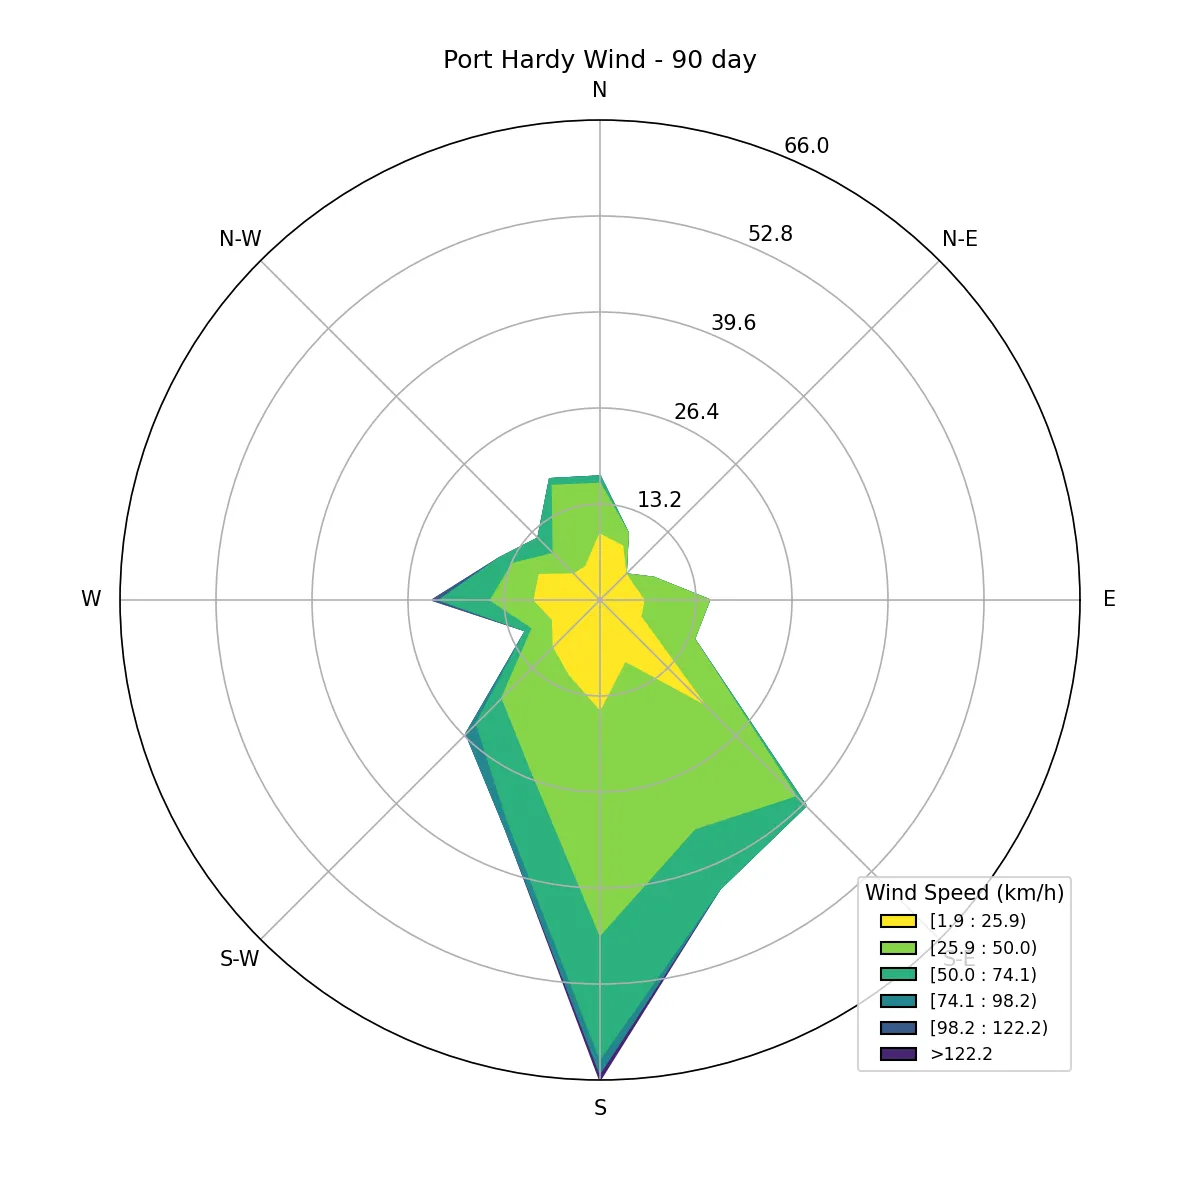 Port Hardy Wind - 90 day
N
66.0
N-W
52.8
N-E
39.6
26.4
13.2
W
E
S-W
S-E
Wind Speed (km/h)
[1.9 : 25.9)
[25.9 : 50.0)
[50.0 : 74.1)
[74.1 : 98.2)
[98.2 : 122.2)
>122.2
S